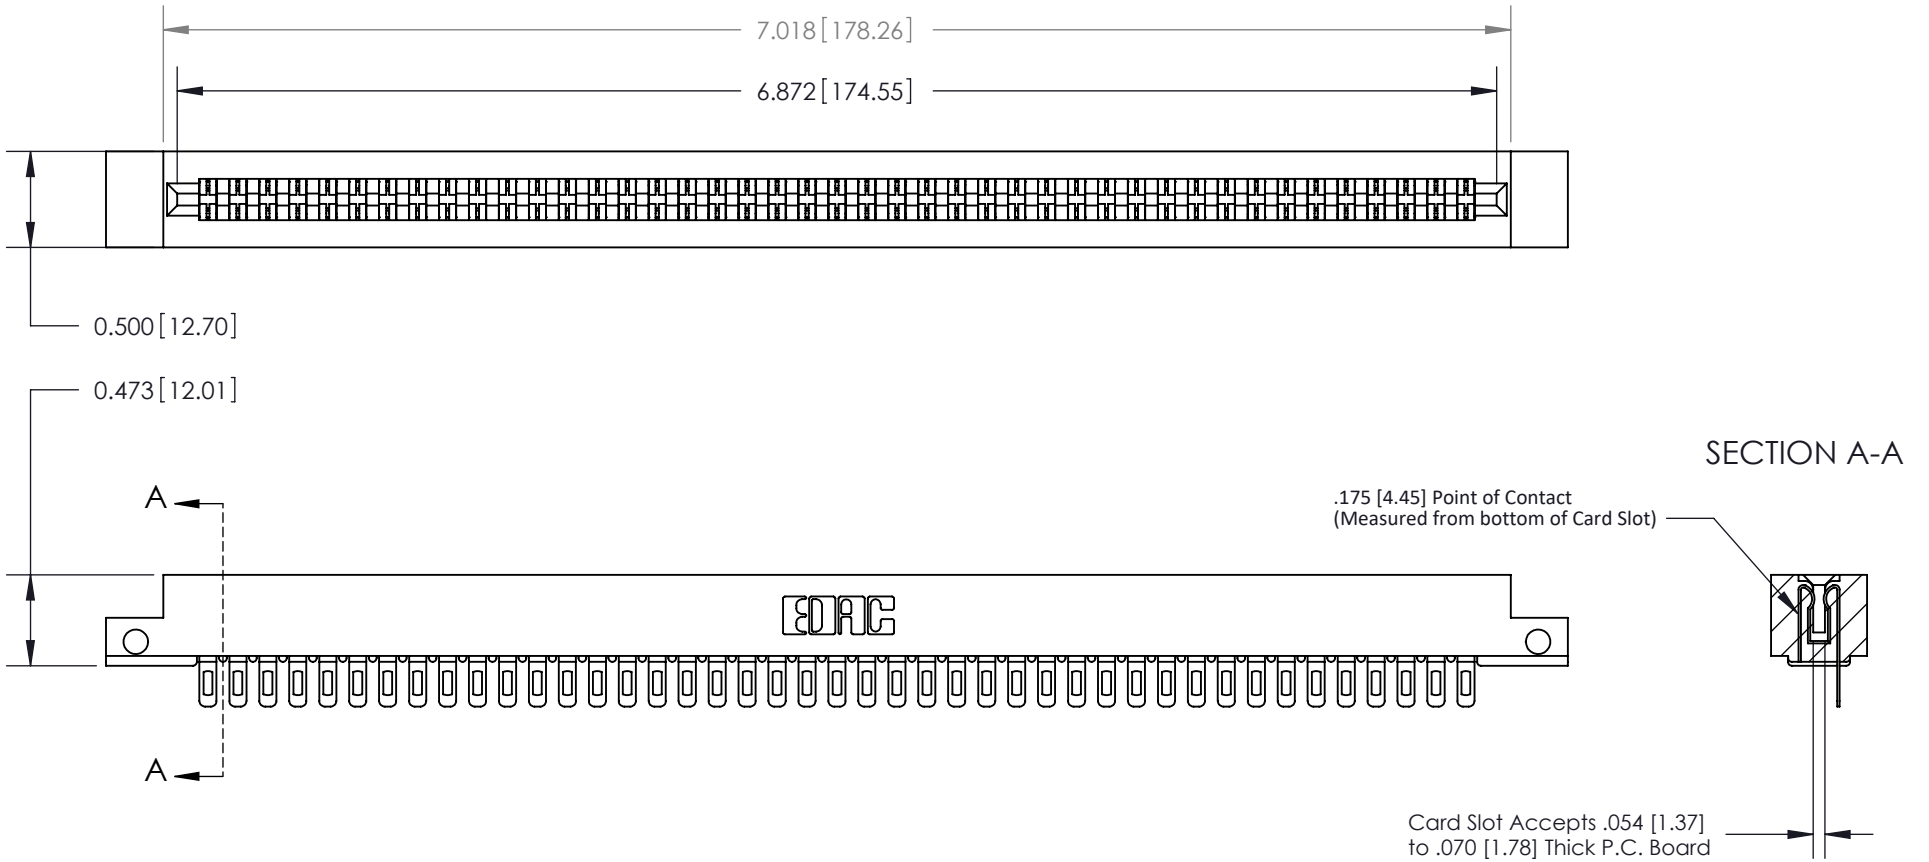 7.018[178.26]
6.872[174.55]
0.500[12.70]
0.473[12.01]
SECTION A-A
.175 [4.45] Point of Contact
(Measured from bottom of Card Slot)
A
EDAC
A
Card Slot Accepts .054 [1.37]
to .070 [1.78] Thick P.C. Board